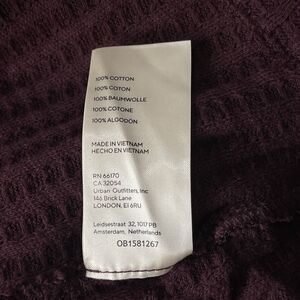 100% COTTON
100% COTON
100% BAUMWOLLE
100% COTONE
100% ALGODÓN
MADE IN VIETNAM
HECHO EN VIETNAM
RN 66170
CA 32054
Urban Outfitters, Inc
146 Brick Lane
LONDON, E1 6RU
Leidsestraat 32, 1017 PB
Amsterdam, Netherlands
OB1581267